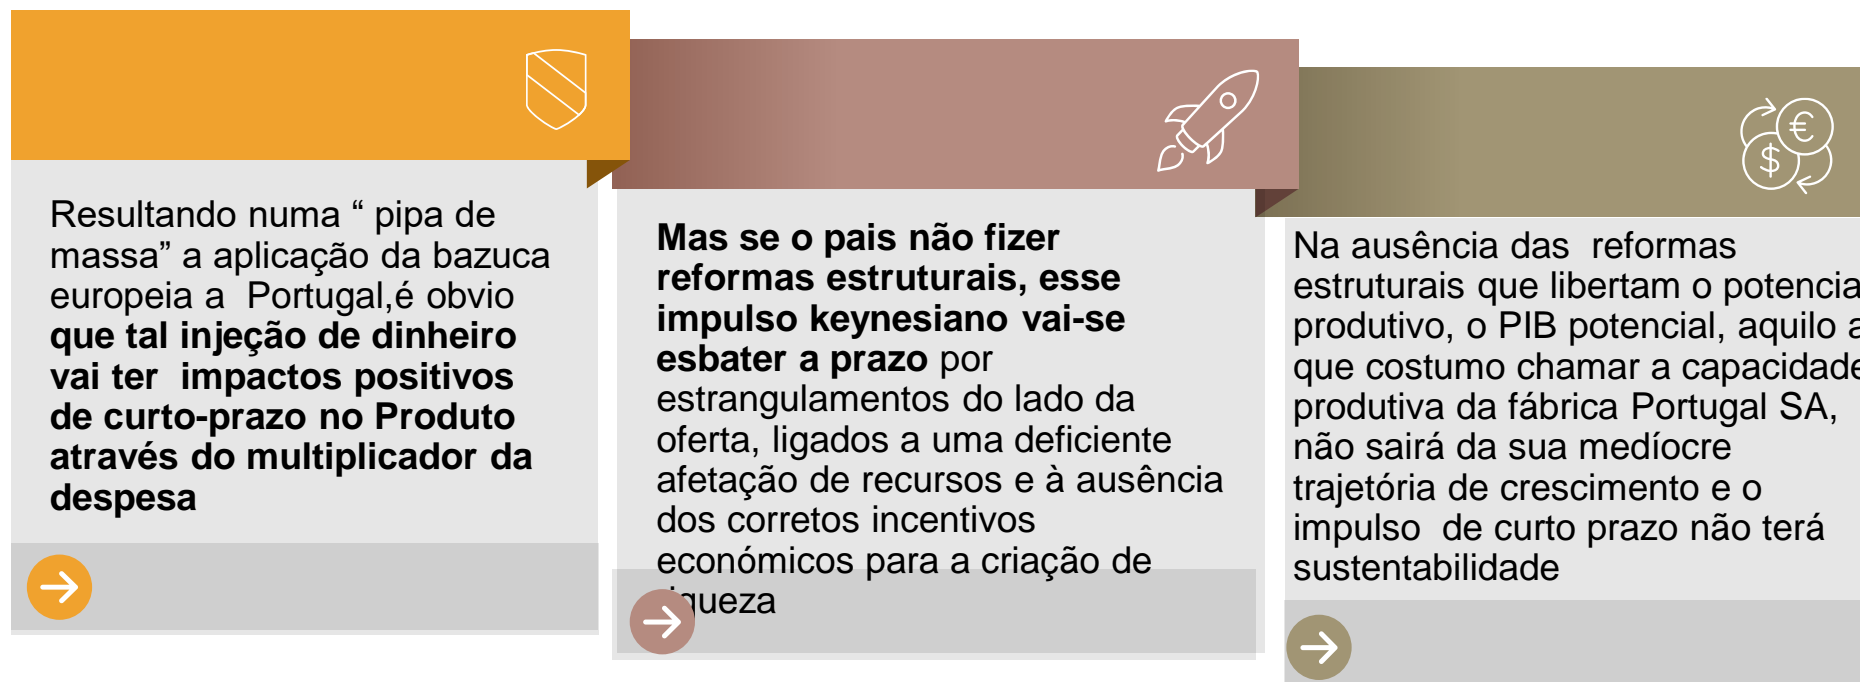 Resultando numa “ pipa de
massa” a aplicação da bazuca
europeia a  Portugal,é obvio
que tal injeção de dinheiro
vai ter  impactos positivos
de curto-prazo no Produto
através do multiplicador da
despesa
Mas se o pais não fizer
reformas estruturais, esse
impulso keynesiano vai-se
esbater a prazo por
estrangulamentos do lado da
oferta, ligados a uma deficiente
afetação de recursos e à ausência
dos corretos incentivos
económicos para a criação de
Na ausência das  reformas
estruturais que libertam o potencia
produtivo, o PIB potencial, aquilo a
que costumo chamar a capacidade
produtiva da fábrica Portugal SA,
não sairá da sua medíocre
trajetória de crescimento e o
impulso  de curto prazo não terá
sustentabilidade
€
$